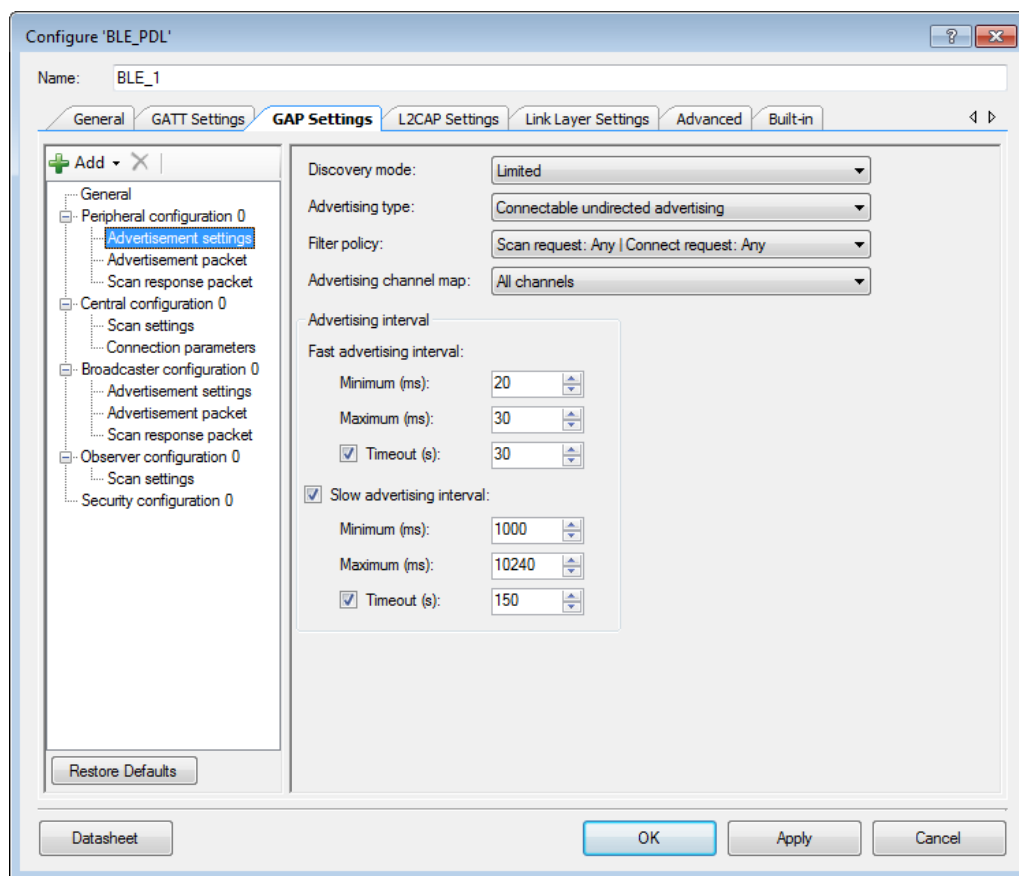 Configure 'BLE_PDL'
Name: BLE_1
General GATT Settings GAP Settings L2CAP Settings Link Layer Settings Advanced Built-in
Add
General
Peripheral configuration 0
Advertisement settings
Advertisement packet
Scan response packet
Central configuration 0
Scan settings
Connection parameters
Broadcaster configuration 0
Advertisement settings
Advertisement packet
Scan response packet
Observer configuration 0
Scan settings
Security configuration 0
Restore Defaults
Discovery mode: Limited
Advertising type: Connectable undirected advertising
Filter policy: Scan request: Any | Connect request: Any
Advertising channel map: All channels
Advertising interval
Fast advertising interval:
Minimum (ms): 20
Maximum (ms): 30
Timeout (s): 30
Slow advertising interval:
Minimum (ms): 1000
Maximum (ms): 10240
Timeout (s): 150
Datasheet OK Apply Cancel